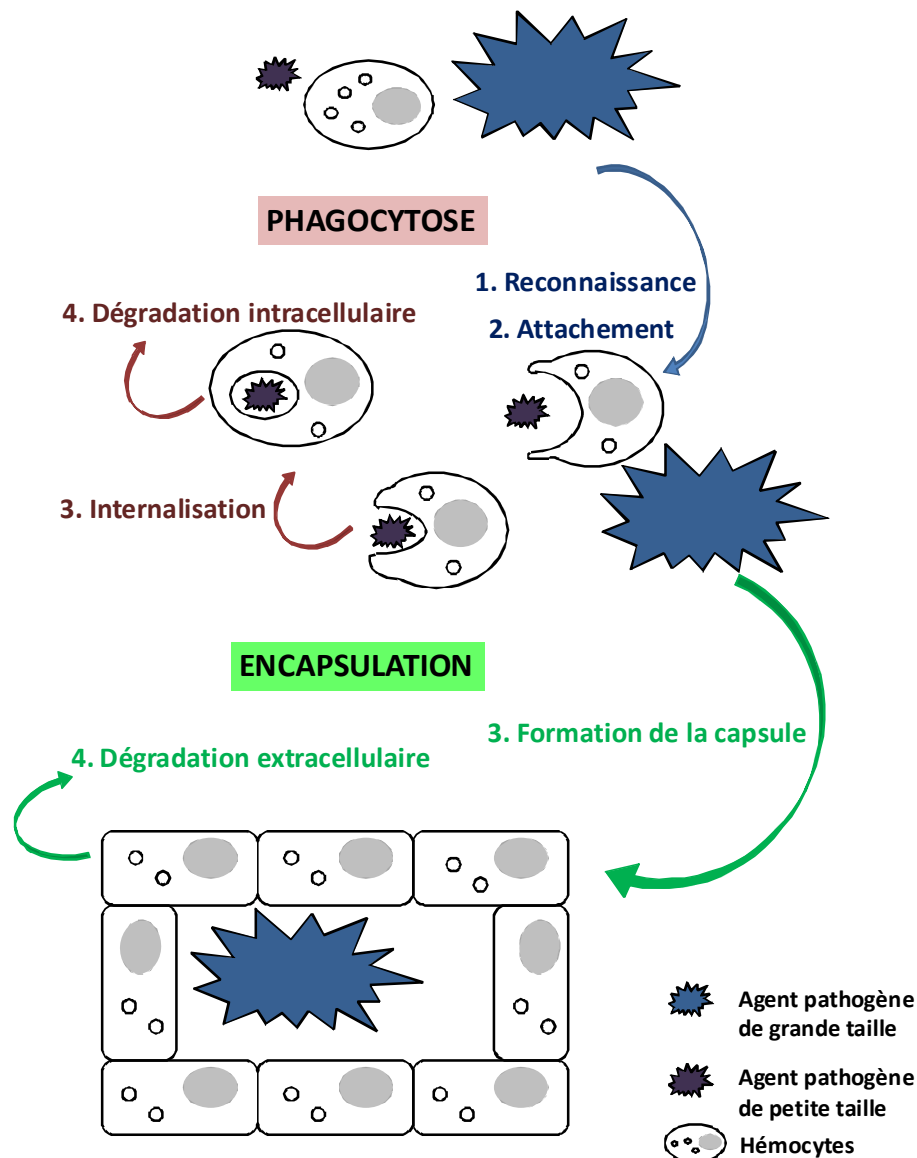 PHAGOCYTOSE
1. Reconnaissance
2. Attachement
4. Dégradation intracellulaire
3. Internalisation
ENCAPSULATION
3. Formation de la capsule
4. Dégradation extracellulaire
Agent pathogène
de grande taille
Agent pathogène
de petite taille
Hémocytes